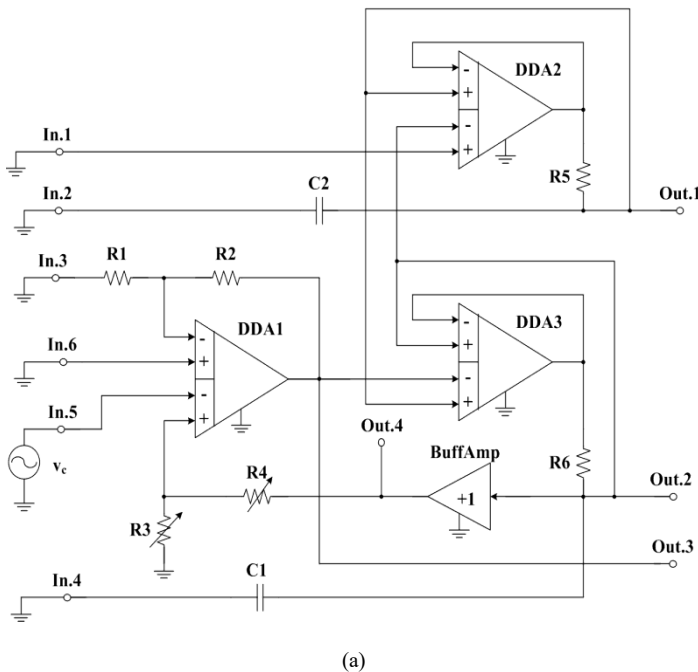 DDA2
-
+
-
+
In.1
R5
In.2
C2
Out.1
In.3
R1
R2
DDA1
DDA3
-
+
-
+
In.6
-
+
-
+
In.5
Out.4
BuffAmp
R4
+1
R6
vc
Out.2
R3
Out.3
In.4
C1
(a)